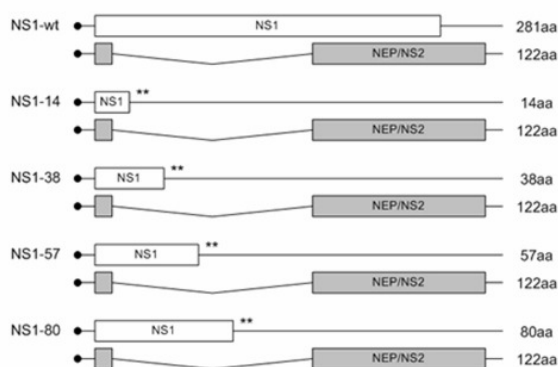 NS1-wt NS1 281aa
NEP/NS2 122aa
NS1-14 NS1 ** 14aa
NEP/NS2 122aa
NS1-38 NS1 ** 38aa
NEP/NS2 122aa
NS1-57 NS1 ** 57aa
NEP/NS2 122aa
NS1-80 NS1 ** 80aa
NEP/NS2 122aa